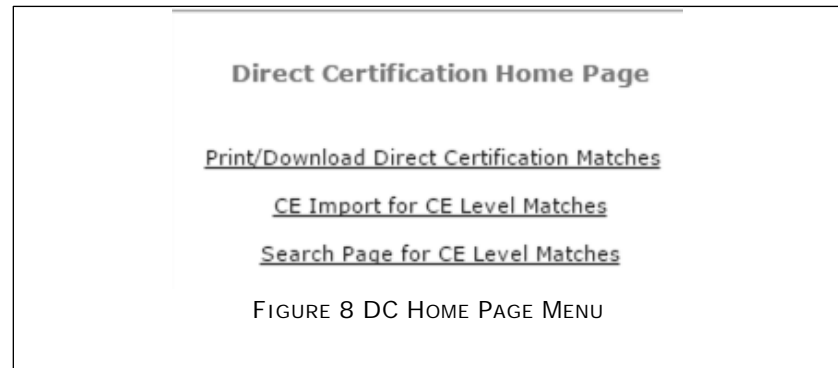 Direct Certification Home Page
Print/Download Direct Certification Matches
CE Import for CE Level Matches
Search Page for CE Level Matches
FIGURE 8 DC HOME PAGE MENU